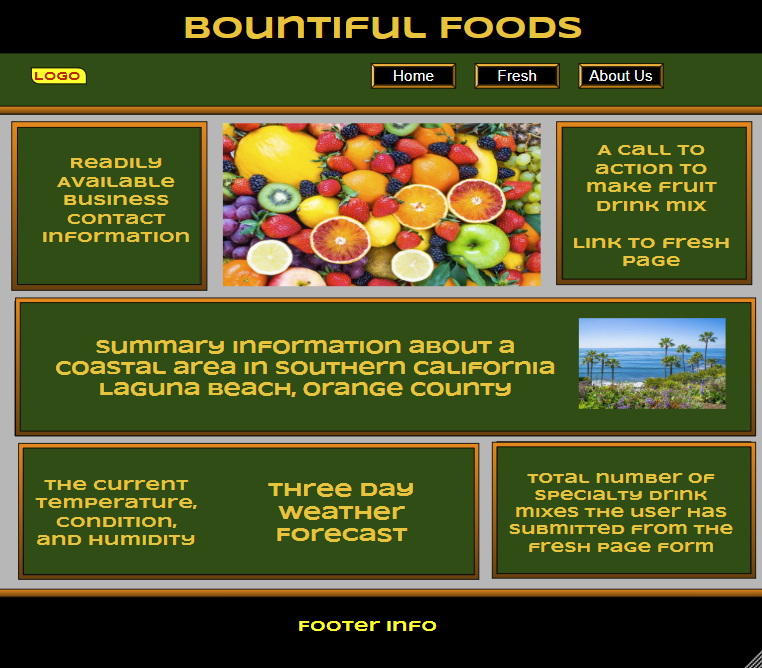 Bountiful Foods
LOGO
Home
Fresh
About Us
Readily
Available
Business
Contact
Information
A call to
action to
make fruit
drink mix
Link to Fresh
page
Summary information about a
coastal area in Southern California
Laguna Beach, Orange County
The current
temperature,
condition,
and humidity
Three Day
Weather
Forecast
Total number of
specialty drink
mixes the user has
submitted from the
Fresh page form
Footer Info